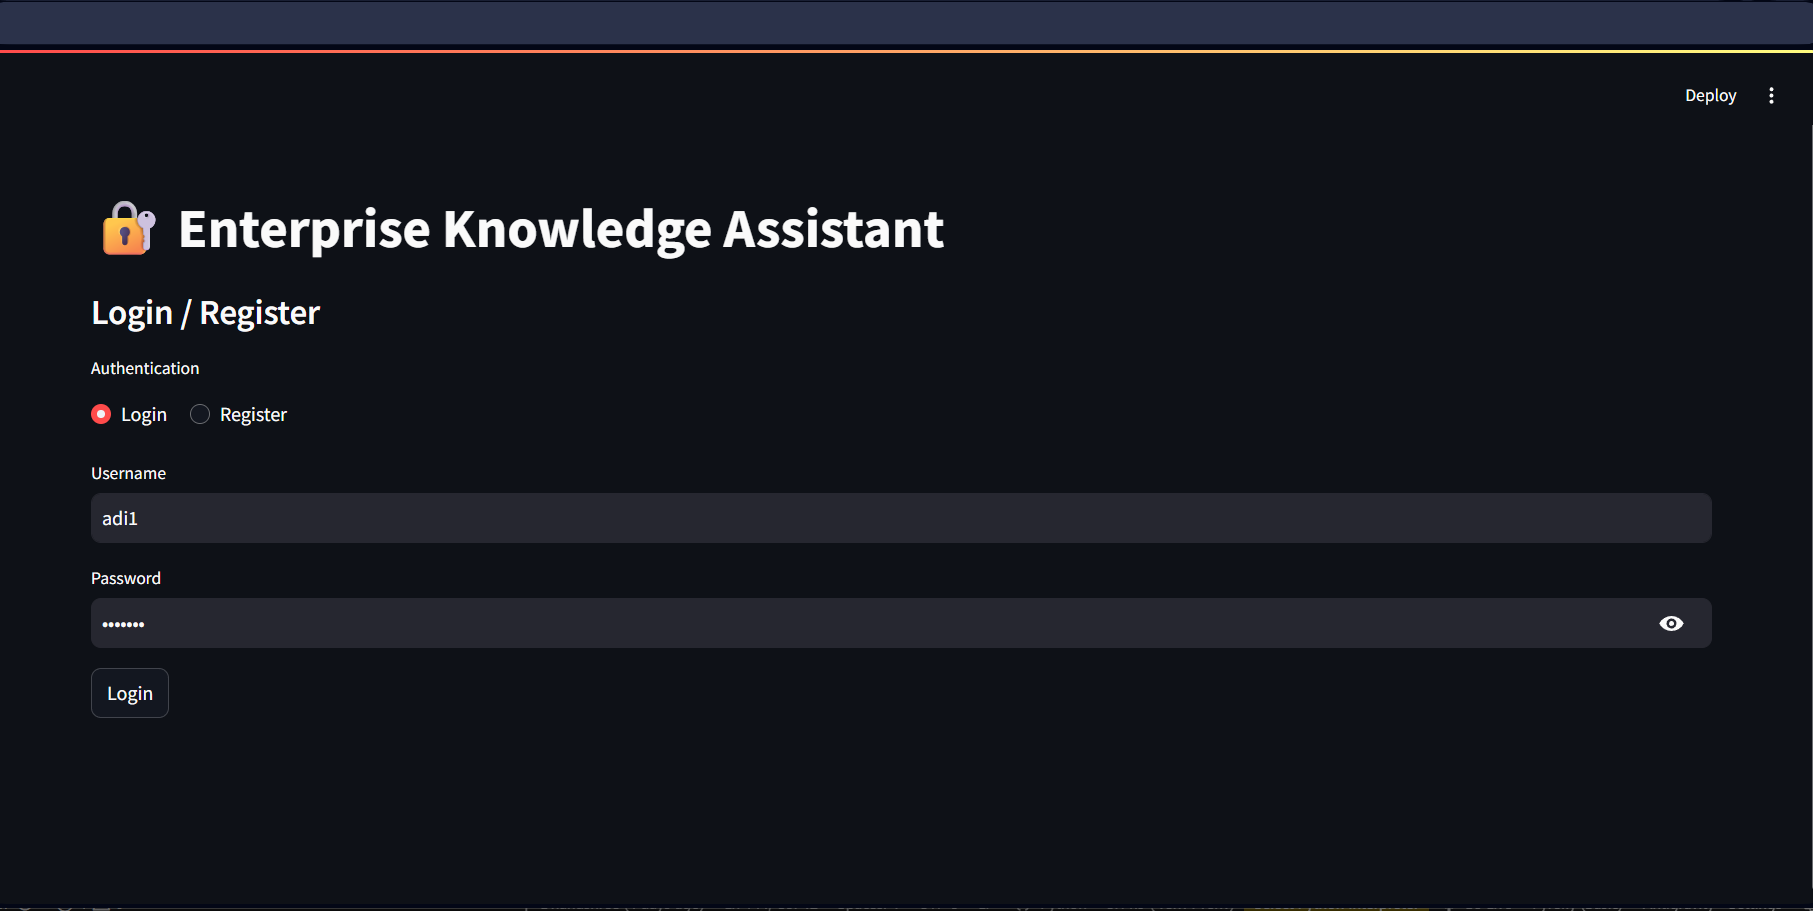 Deploy
Enterprise Knowledge Assistant
Login / Register
Authentication
Login Register
Username
adi1
Password
•••••••
Login